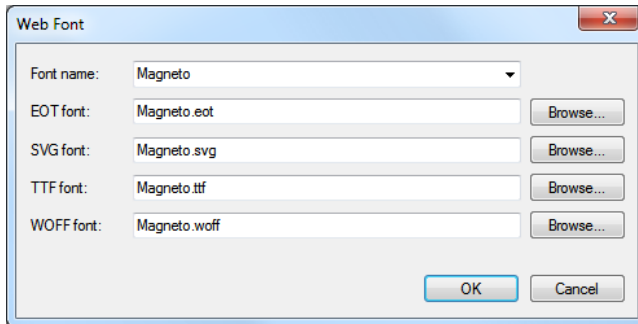 Web Font
Font name: Magneto
EOT font: Magneto.eot Browse...
SVG font: Magneto.svg Browse...
TTF font: Magneto.ttf Browse...
WOFF font: Magneto.woff Browse...
OK Cancel